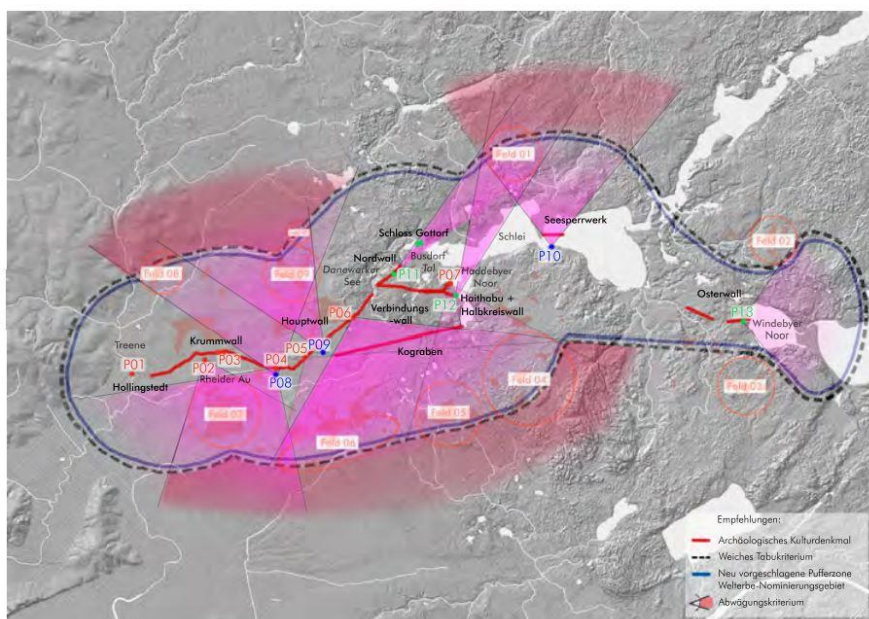 Feld 01
Seesperrwerk
Schloss Gottorf
Schlei
P10
Feld 02
Nordwall
Busdorf
Tal
Feld 08
Feld 09
Danewerker
See
P11
P07
Haddebyer
Noor
P12
Haithabu +
Halbkreiswall
Osterwall
P13
Windebyer
Noor
P06
Verbindungs
-wall
Hauptwall
Treene
Krummwall
P05
P09
Kograben
P01
P02
P03
P04
Hollingstedt
Rheider Au
P08
Feld 04
Feld 03
Feld 07
Feld 05
Feld 06
Empfehlungen:
Archäologisches Kulturdenkmal
Weiches Tabukriterium
Neu vorgeschlagene Pufferzone
Welterbe-Nominierungsgebiet
Abwägungskriterium